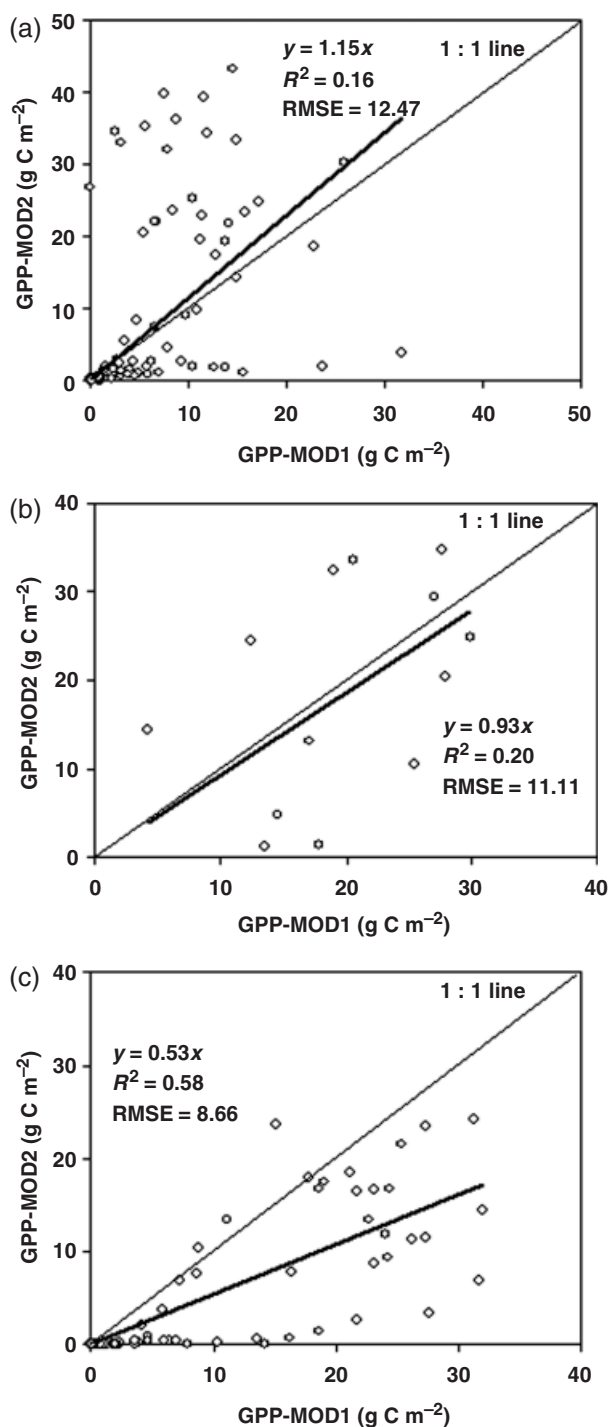 (a)
50
40
30
20
10
0
GPP-MOD2 (g C m⁻²)
y = 1.15x
R² = 0.16
RMSE = 12.47
1 : 1 line
0 10 20 30 40 50
GPP-MOD1 (g C m⁻²)
(b)
40
30
20
10
0
GPP-MOD2 (g C m⁻²)
1 : 1 line
y = 0.93x
R² = 0.20
RMSE = 11.11
0 10 20 30 40
GPP-MOD1 (g C m⁻²)
(c)
40
30
20
10
0
GPP-MOD2 (g C m⁻²)
1 : 1 line
y = 0.53x
R² = 0.58
RMSE = 8.66
0 10 20 30 40
GPP-MOD1 (g C m⁻²)